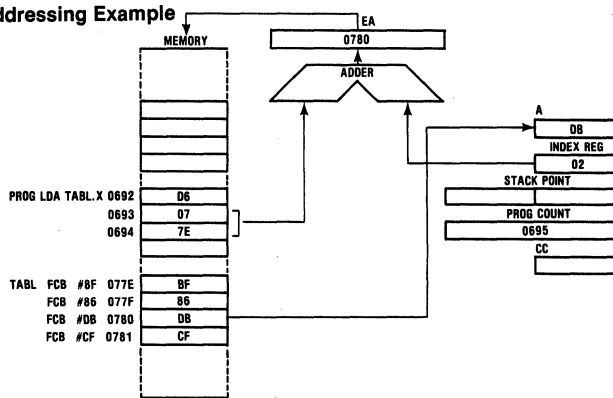 ddressing Example
EA
0780
MEMORY
ADDER
A
DB
INDEX REG
02
STACK POINT
PROG COUNT
0695
CC
PROG LDA TABL.X 0692 D6
0693 07
0694 7E
TABL FCB #8F 077E BF
FCB #86 077F 86
FCB #DB 0780 DB
FCB #CF 0781 CF